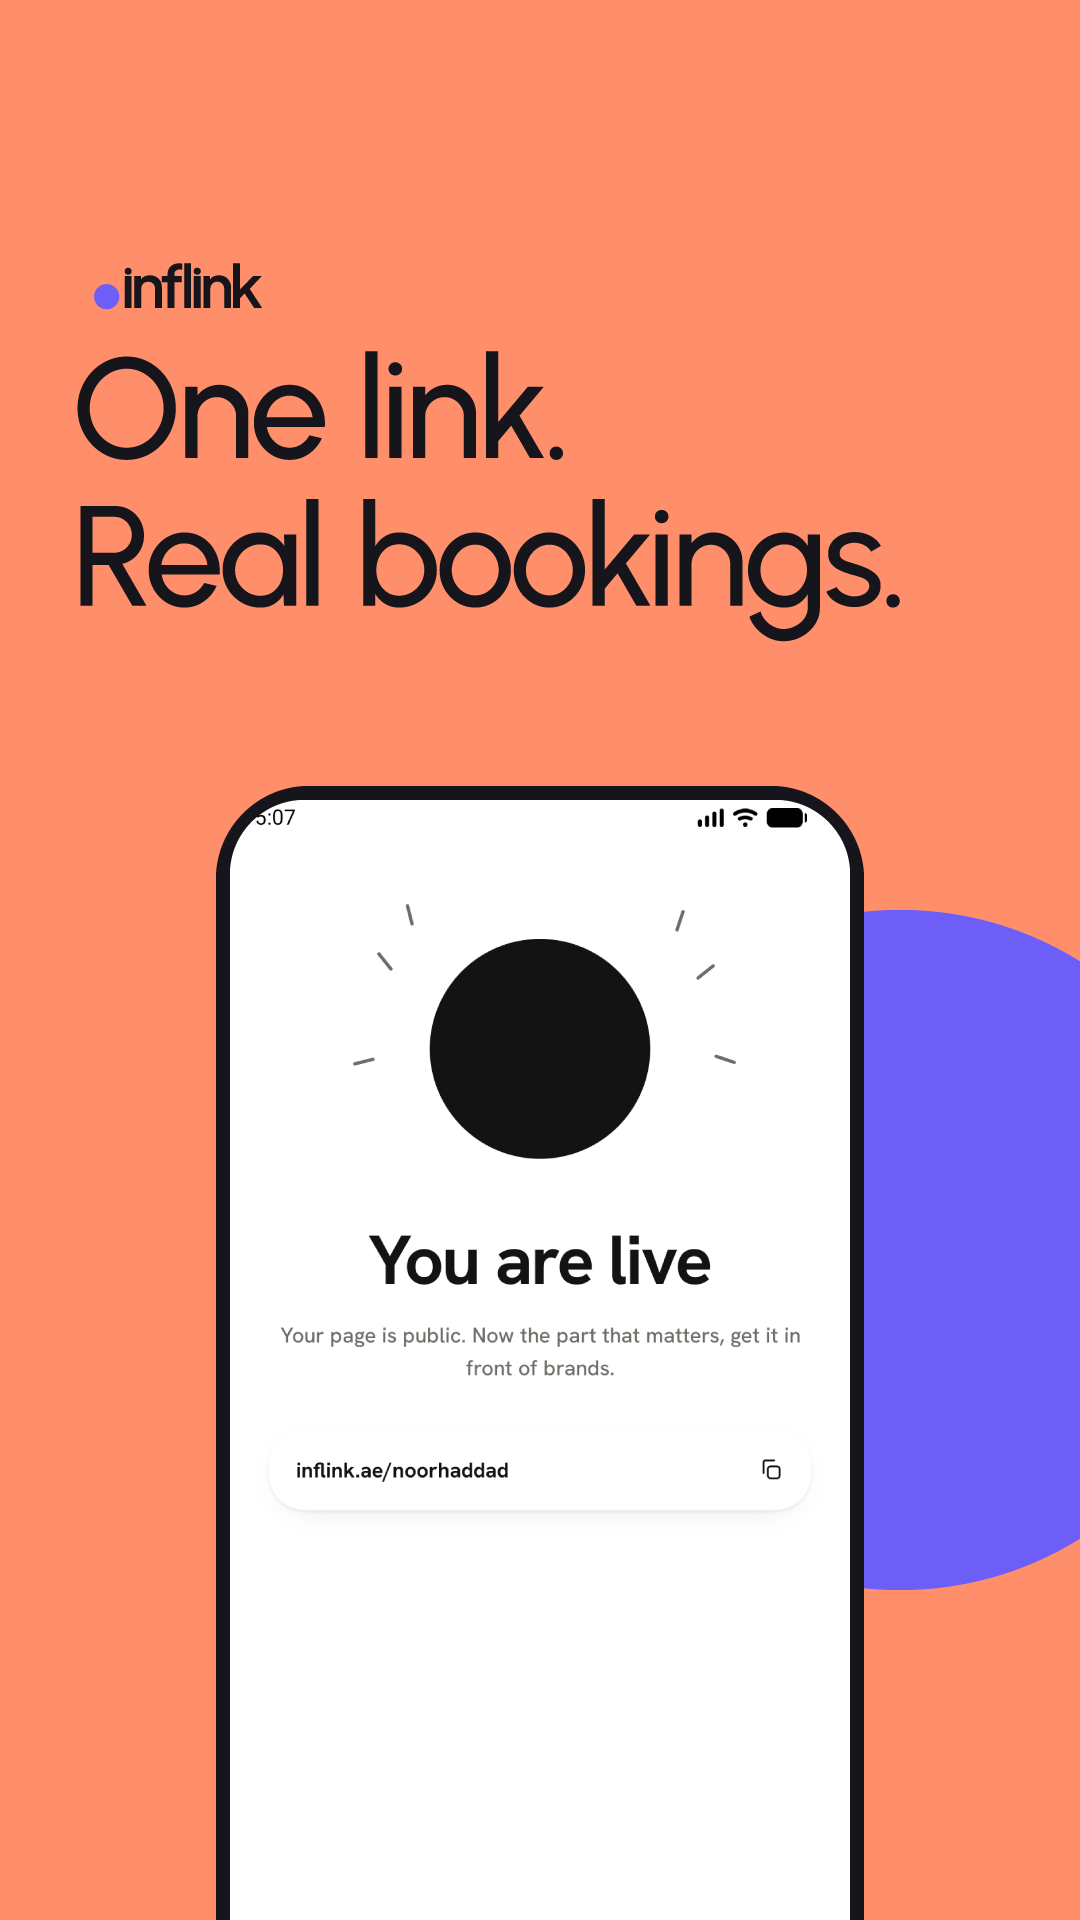 inflink
One link.
Real bookings.
5:07
You are live
Your page is public. Now the part that matters, get it in
front of brands.
inflink.ae/noorhaddad